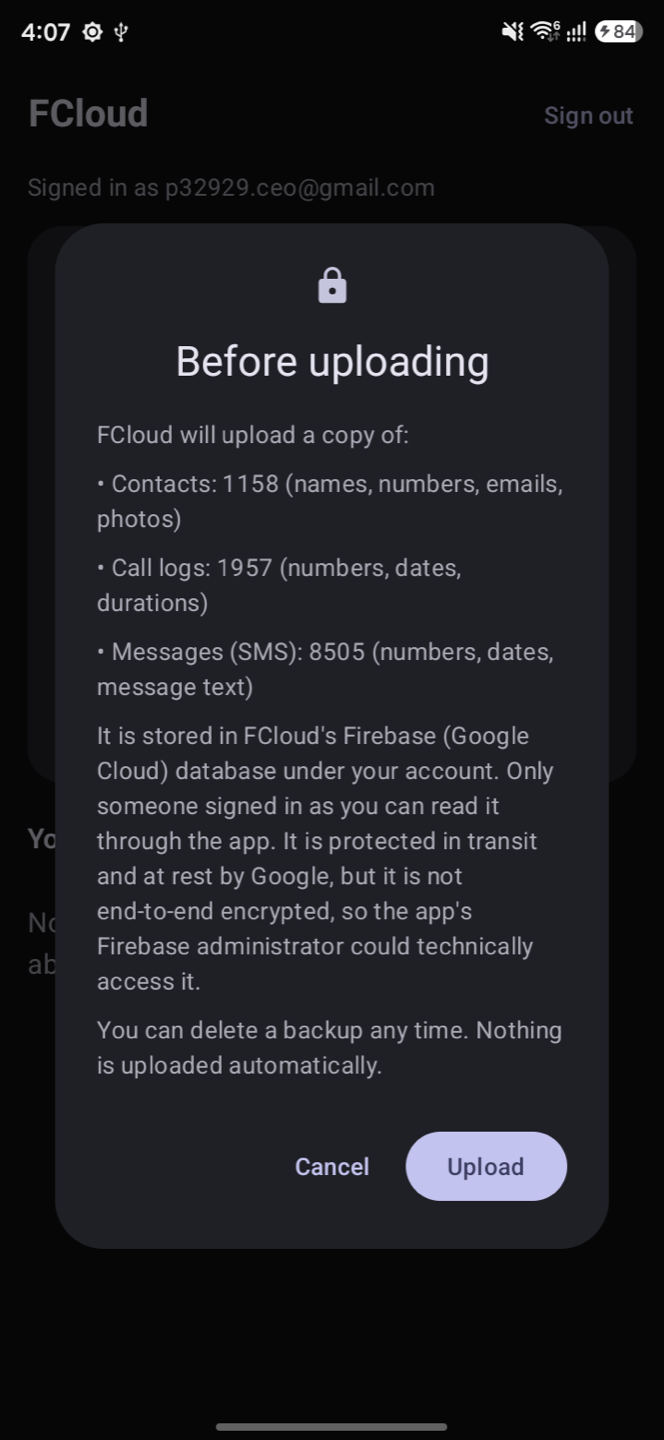 4:07
6
84
FCloud
Sign out
Signed in as p32929.ceo@gmail.com
Before uploading
FCloud will upload a copy of:
• Contacts: 1158 (names, numbers, emails,
photos)
• Call logs: 1957 (numbers, dates,
durations)
• Messages (SMS): 8505 (numbers, dates,
message text)
It is stored in FCloud's Firebase (Google
Cloud) database under your account. Only
someone signed in as you can read it
through the app. It is protected in transit
and at rest by Google, but it is not
end-to-end encrypted, so the app's
Firebase administrator could technically
access it.
You can delete a backup any time. Nothing
is uploaded automatically.
Cancel
Upload